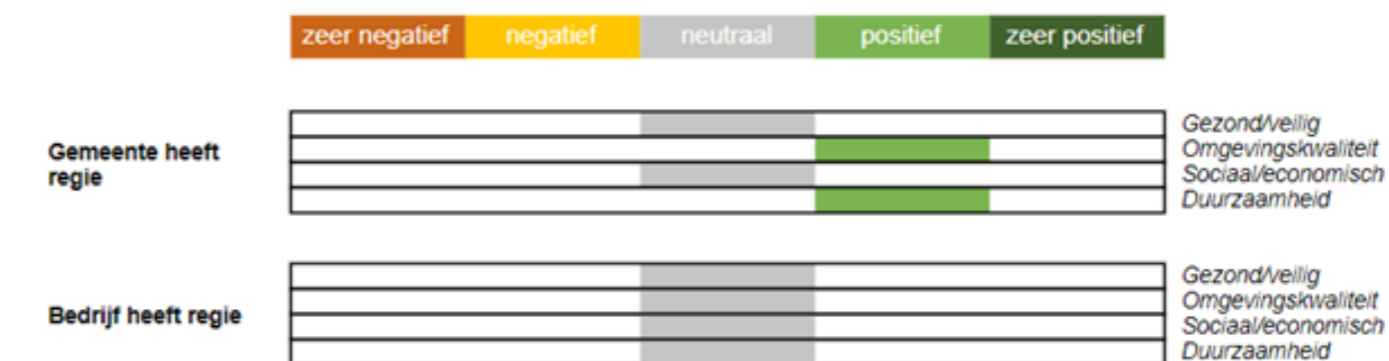 zeer negatief negatief neutraal positief zeer positief
Gezond/veilig
Gemeente heeft Omgevingskwaliteit
regie Sociaal/economisch
Duurzaamheid
Gezond/veilig
Omgevingskwaliteit
Bedrijf heeft regie Sociaal/economisch
Duurzaamheid